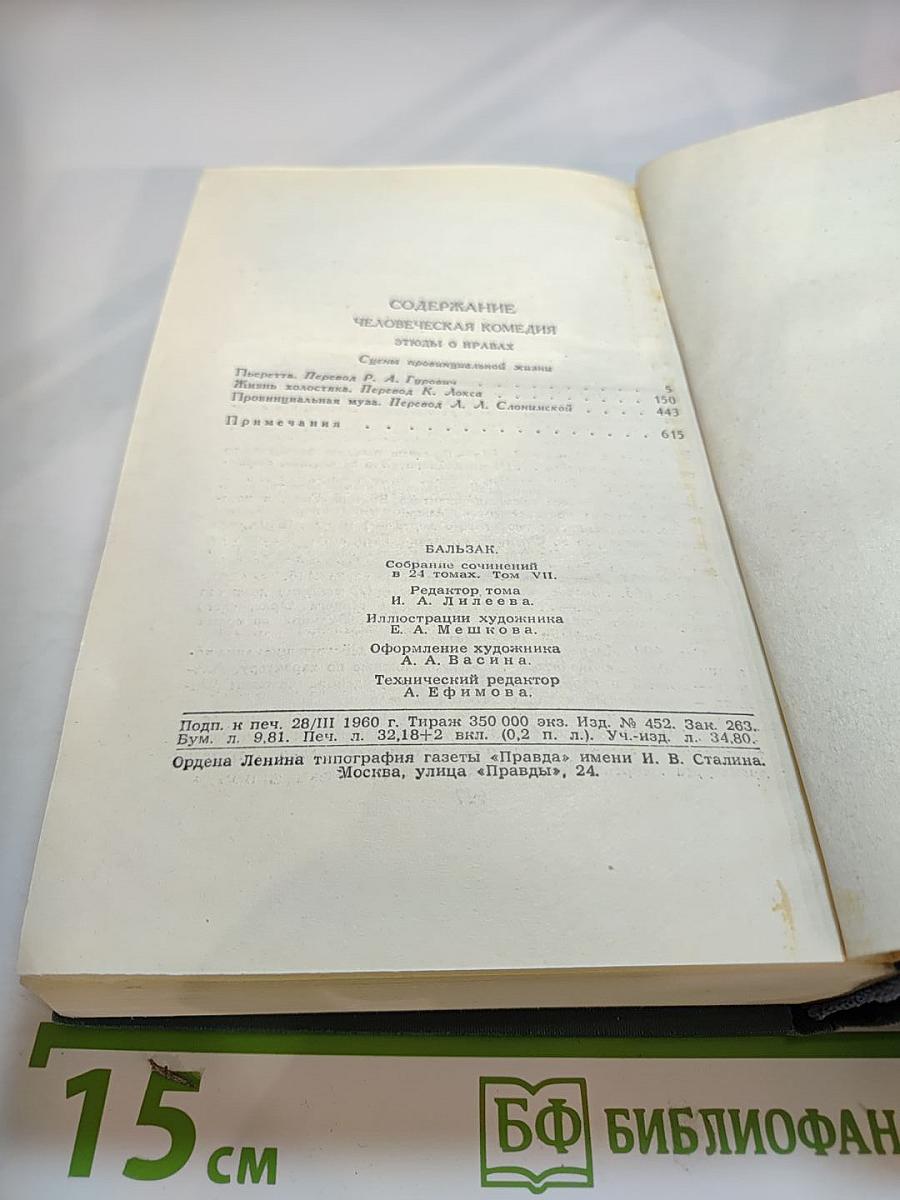 СОДЕРЖАНИЕ
ЧЕЛОВЕЧЕСКАЯ КОМЕДИЯ
ЭТЮДЫ О НРАВАХ
Сцены провинциальной жизни
Пьеретта. Перевод Р. А. Гурович . . . . . . . . . . 5
Жизнь холостяка. Перевод К. Локса . . . . . . . . . 150
Провинциальная муза. Перевод Л. Л. Слонимской . . . . 443
Примечания . . . . . . . . . . . . . . . 615
БАЛЬЗАК.
Собрание сочинений
в 24 томах. Том VII.
Редактор тома
И. А. Лилеева.
Иллюстрации художника
Е. А. Мешкова.
Оформление художника
А. А. Васина.
Технический редактор
А. Ефимова.
Подп. к печ. 28/III 1960 г. Тираж 350 000 экз. Изд. № 452. Зак. 263.
Бум. л. 9,81. Печ. л. 32,18+2 вкл. (0,2 п. л.). Уч.-изд. л. 34,80.
Ордена Ленина типография газеты «Правда» имени И. В. Сталина.
Москва, улица «Правды», 24.
15 см
БФ БИБЛИОФАН